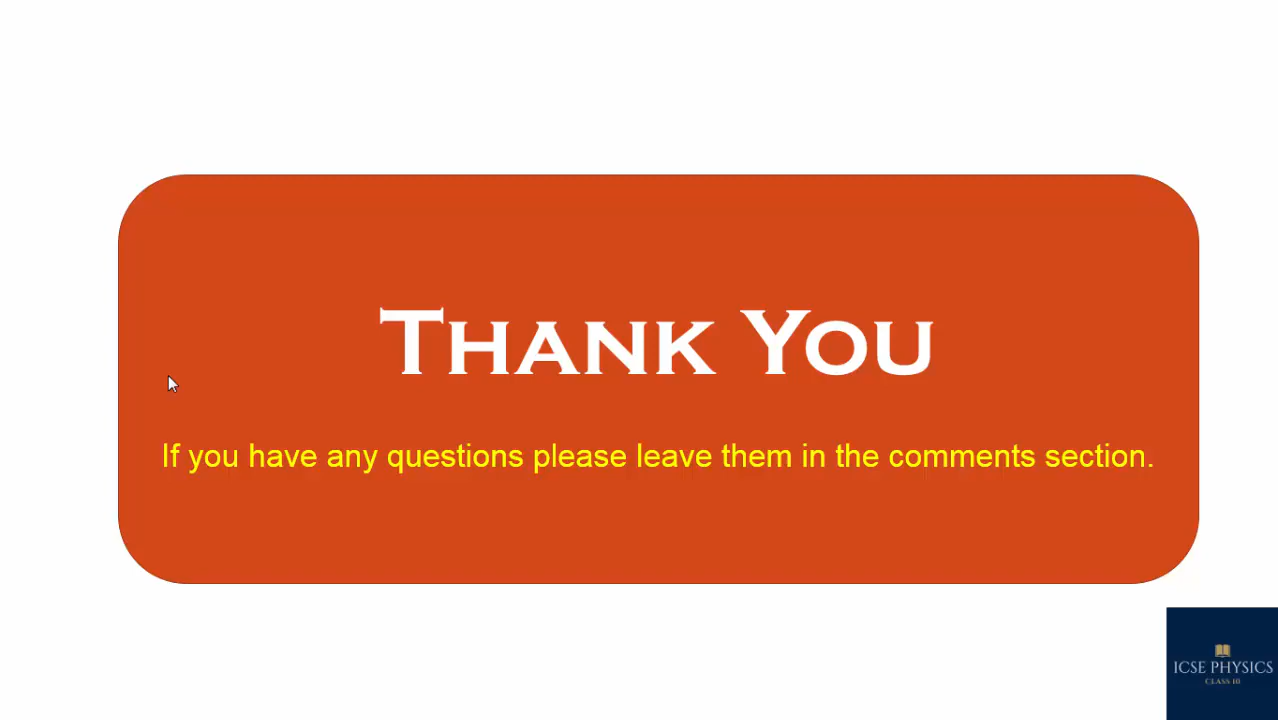 THANK YOU
If you have any questions please leave them in the comments section.
ICSE PHYSICS
CLASS 10